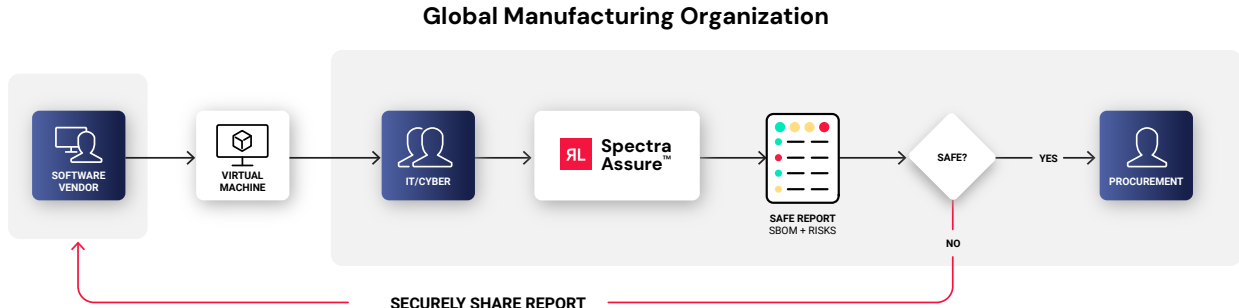 Global Manufacturing Organization
SOFTWARE
VENDOR
VIRTUAL
MACHINE
IT/CYBER
RL Spectra
Assure™
SAFE REPORT
SBOM + RISKS
SAFE?
YES
PROCUREMENT
NO
SECURELY SHARE REPORT